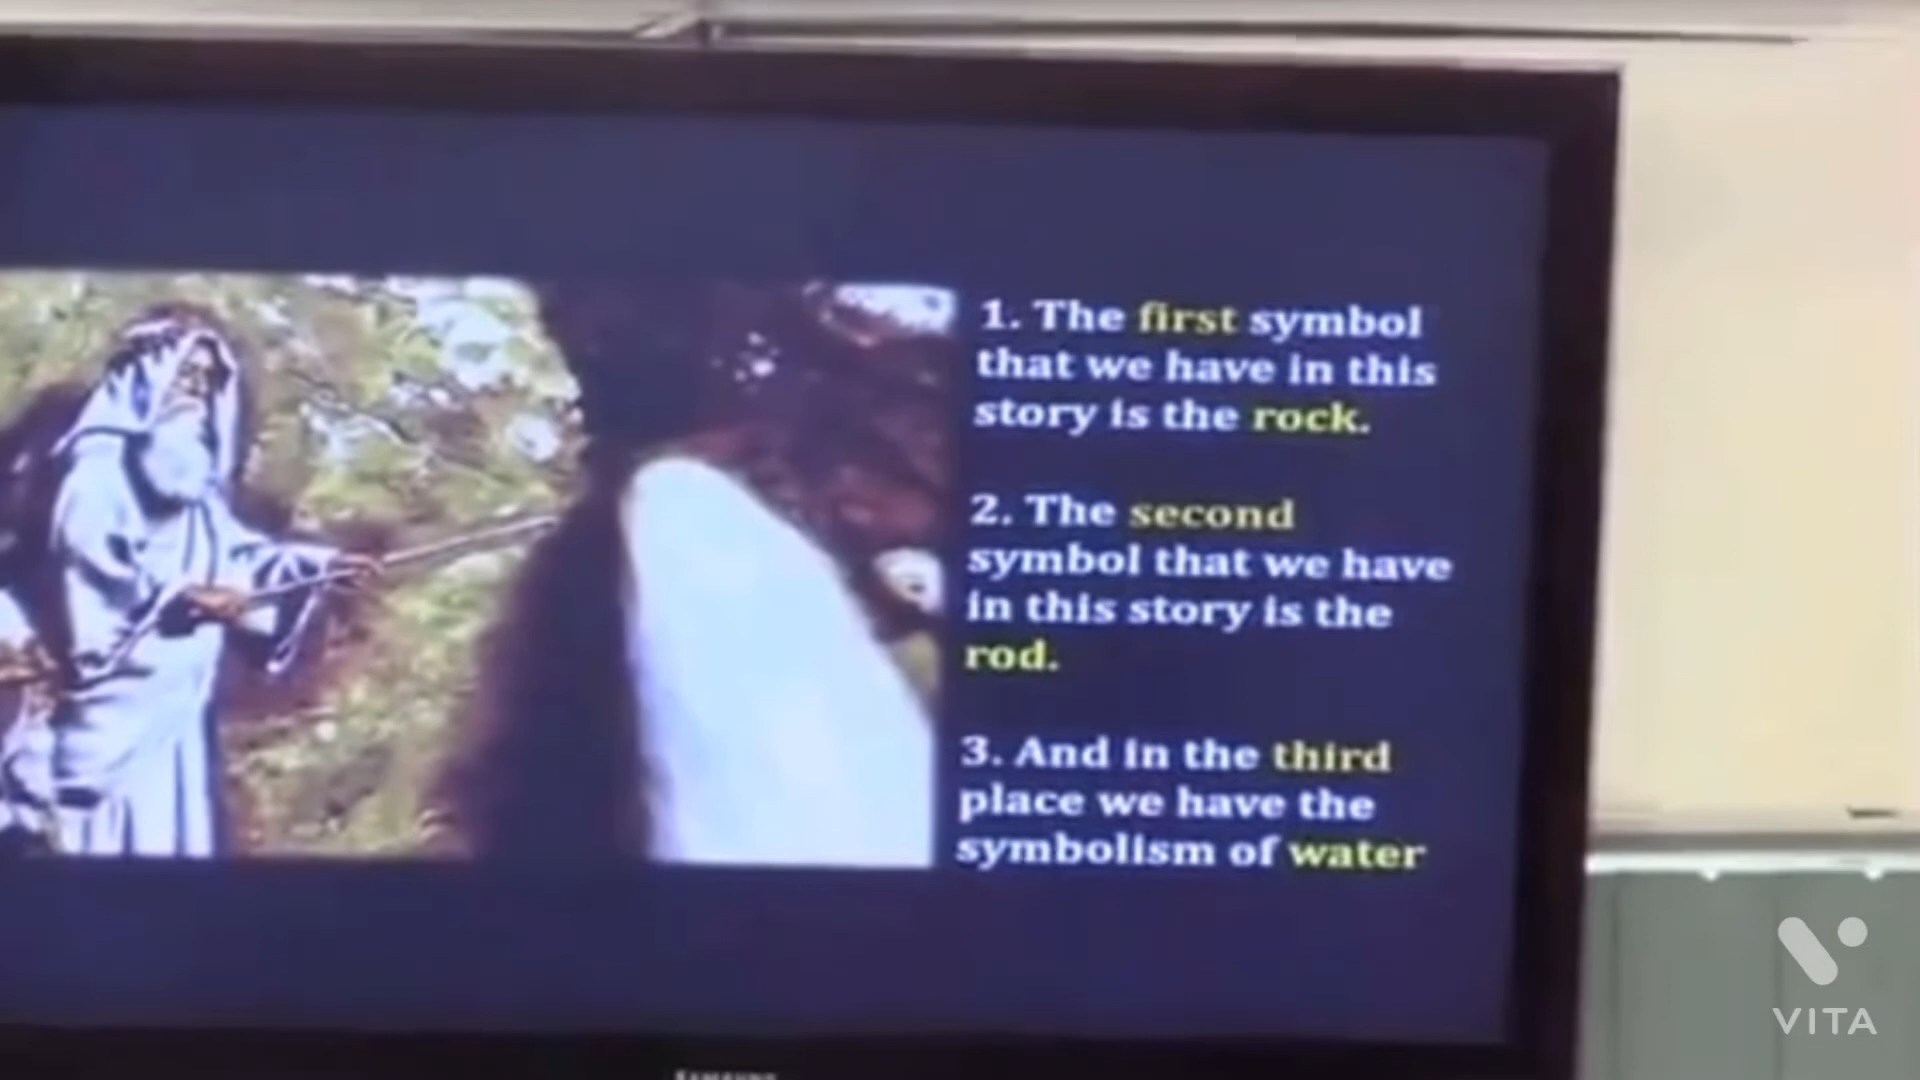 1. The first symbol
that we have in this
story is the rock.
2. The second
symbol that we have
in this story is the
rod.
3. And in the third
place we have the
symbolism of water
SAMSUNG
VITA